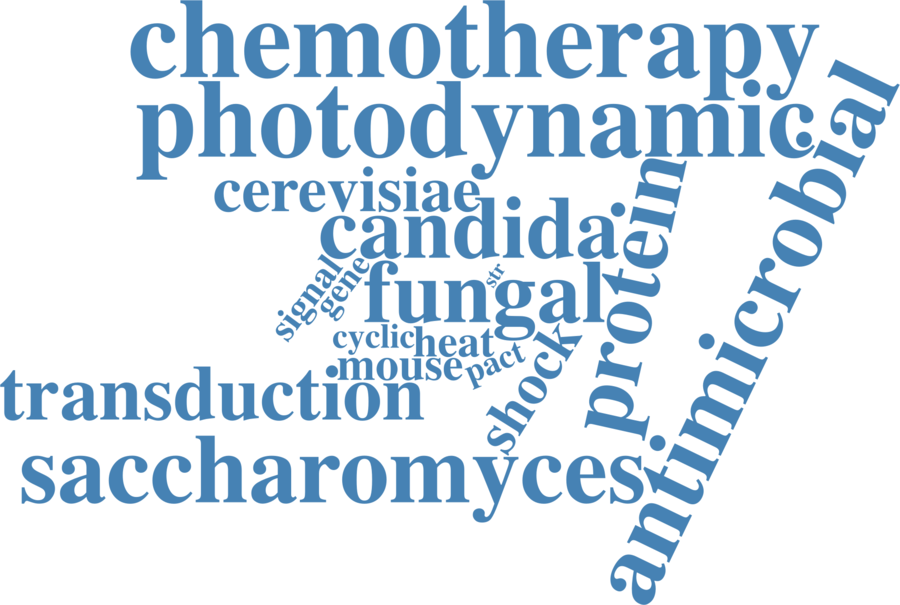 chemotherapy
photodynamic
cerevisiae
candida
protein
antimicrobial
signal
gene
fungal
str
cyclic
heat
mouse
pact
shock
transduction
saccharomyces